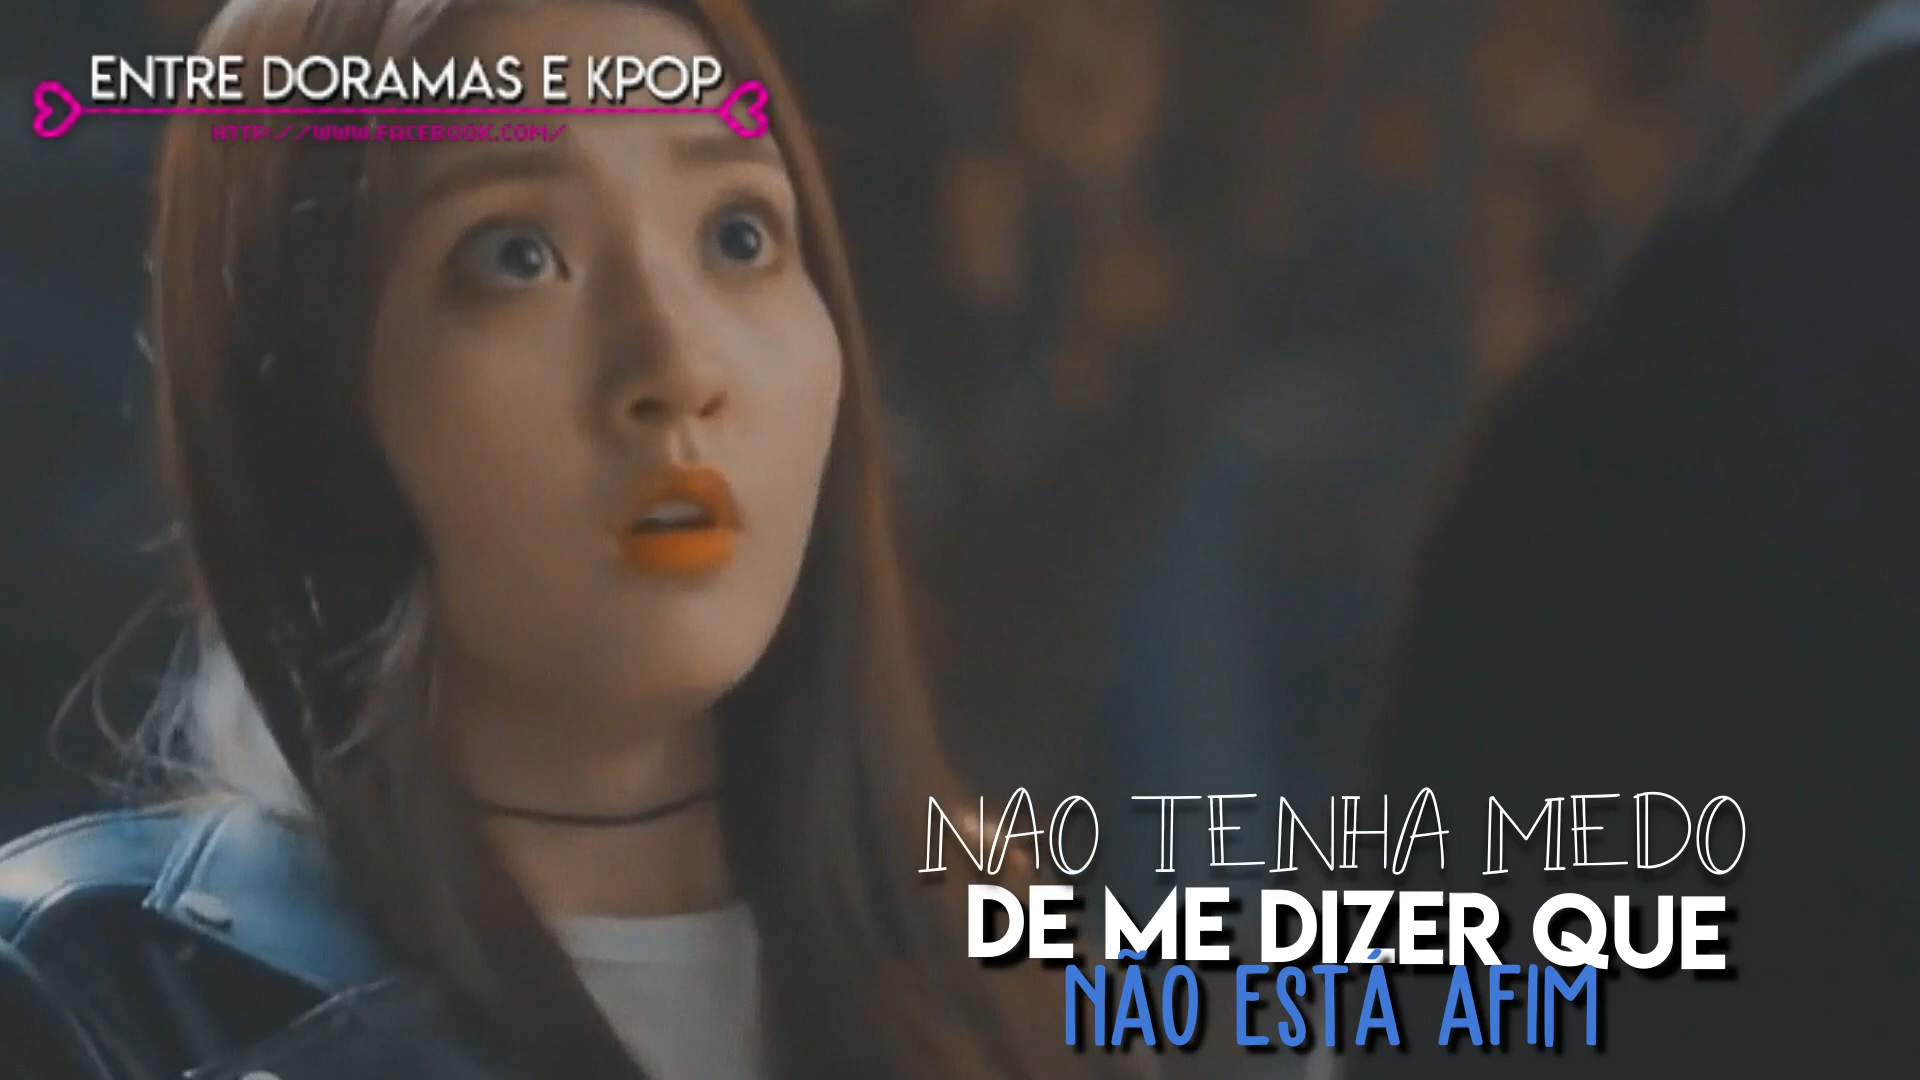 ENTRE DORAMAS E KPOP
HTTP://WWW.FACEBOOK.COM/
NAO TENHA MEDO
DE ME DIZER QUE
NÃO ESTÁ AFIM